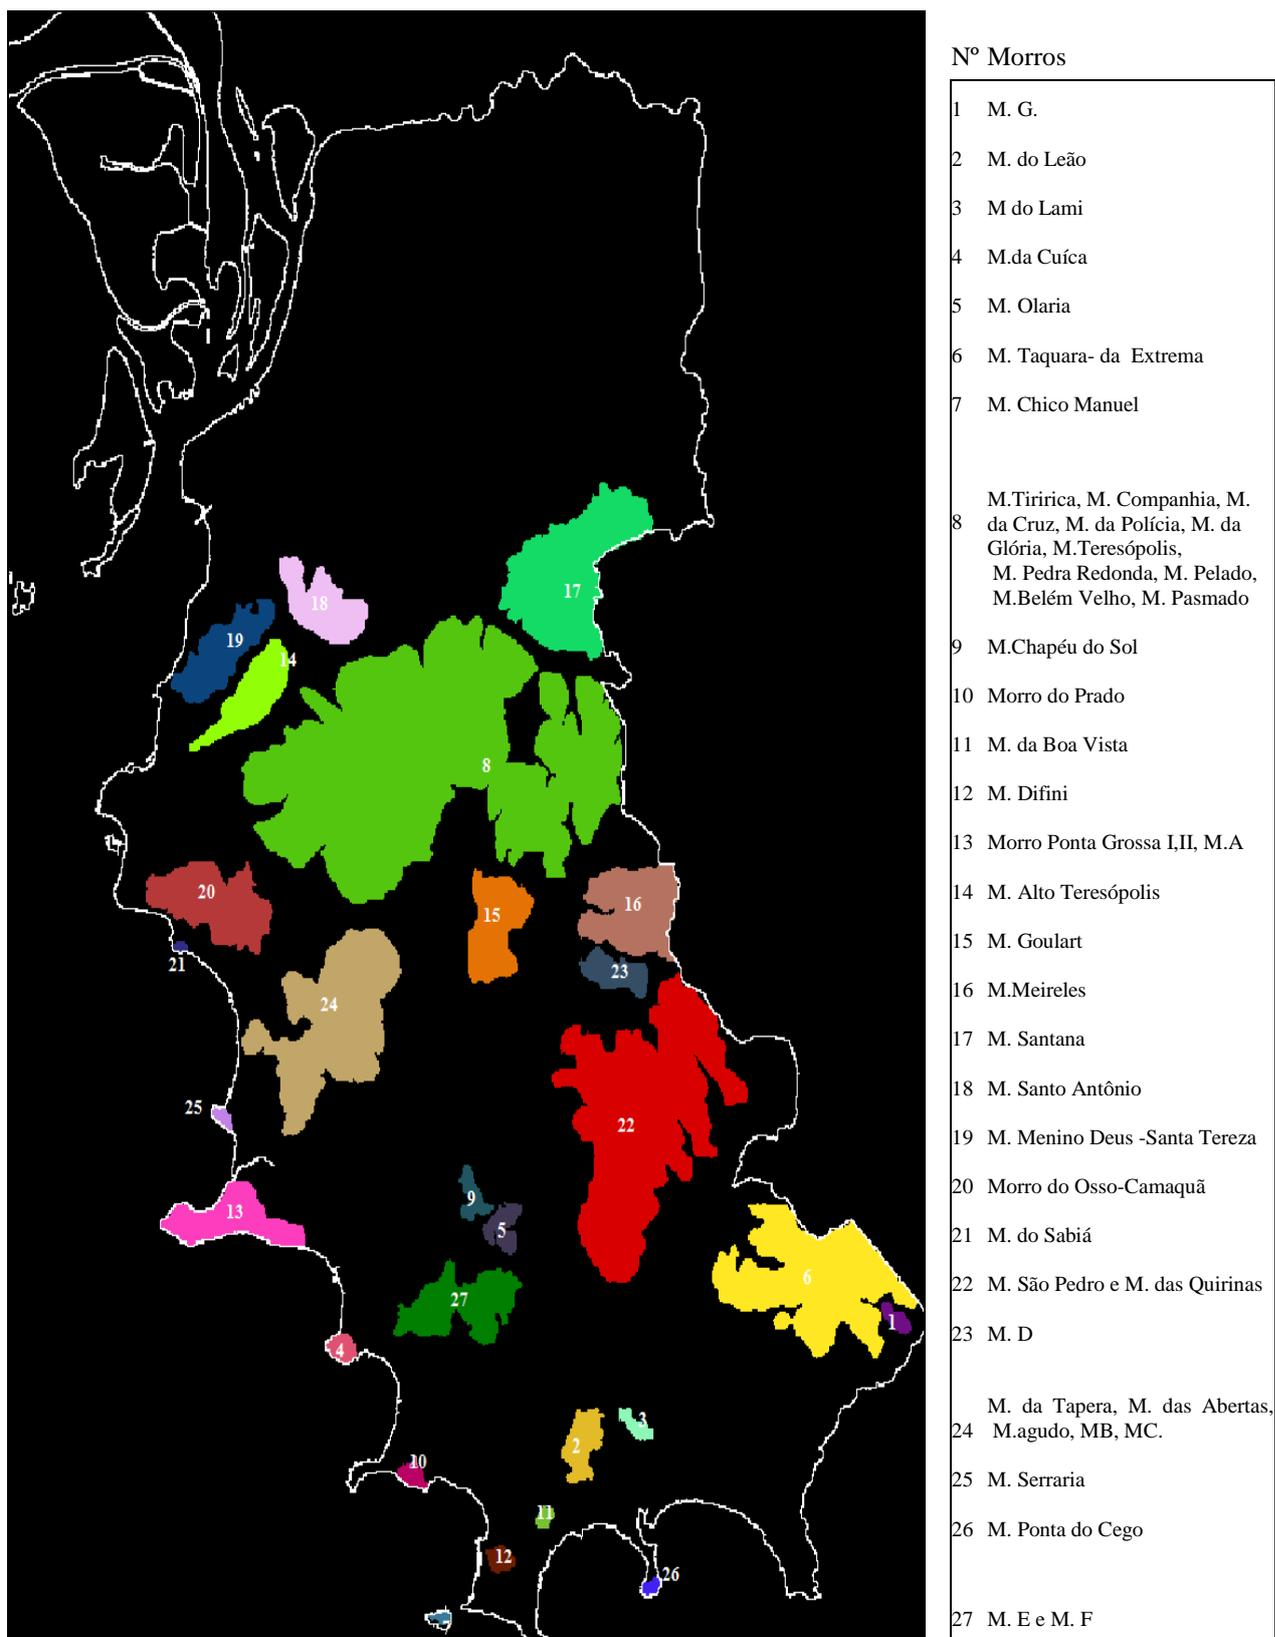 Nº Morros
1 M. G.
2 M. do Leão
3 M do Lami
4 M.da Cuíca
5 M. Olaria
6 M. Taquara- da Extrema
7 M. Chico Manuel
M.Tiririca, M. Companhia, M.
8 da Cruz, M. da Polícia, M. da
Glória, M.Teresópolis,
M. Pedra Redonda, M. Pelado,
M.Belém Velho, M. Pasmado
9 M.Chapéu do Sol
10 Morro do Prado
11 M. da Boa Vista
12 M. Difini
13 Morro Ponta Grossa I,II, M.A
14 M. Alto Teresópolis
15 M. Goulart
16 M.Meireles
17 M. Santana
18 M. Santo Antônio
19 M. Menino Deus -Santa Tereza
20 Morro do Osso-Camaquã
21 M. do Sabiá
22 M. São Pedro e M. das Quirinas
23 M. D
M. da Tapera, M. das Abertas,
24 M.agudo, MB, MC.
25 M. Serraria
26 M. Ponta do Cego
27 M. E e M. F
17
18
19
14
8
20
16
15
21
23
24
25
22
9
13
5
6
27
1
4
3
2
10
11
12
26